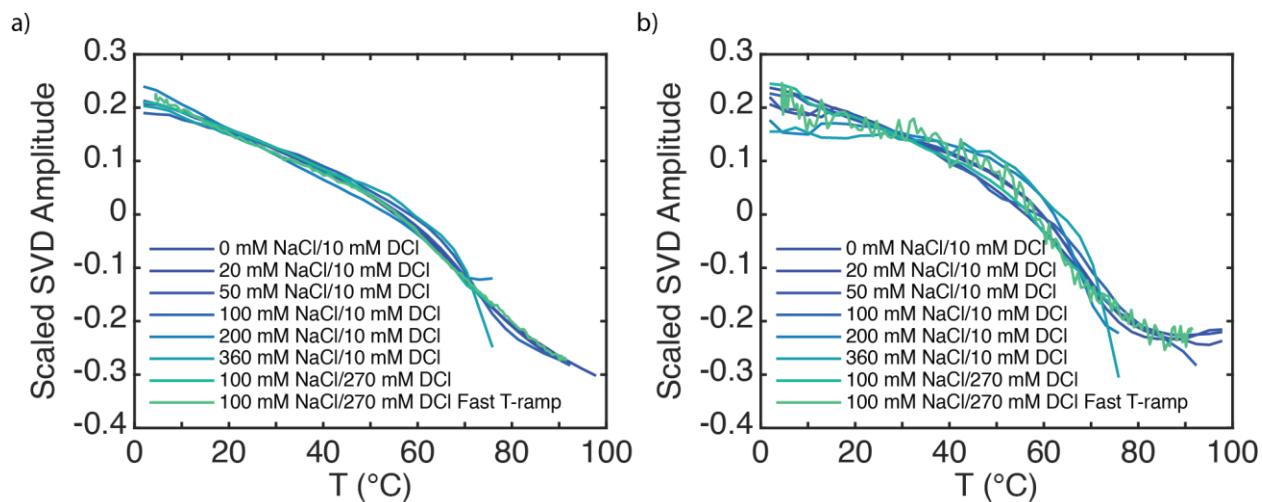 a)
0.3
0.2
0.1
0
-0.1
-0.2
-0.3
-0.4
Scaled SVD Amplitude
0 mM NaCl/10 mM DCl
20 mM NaCl/10 mM DCl
50 mM NaCl/10 mM DCl
100 mM NaCl/10 mM DCl
200 mM NaCl/10 mM DCl
360 mM NaCl/10 mM DCl
100 mM NaCl/270 mM DCl
100 mM NaCl/270 mM DCl Fast T-ramp
0 20 40 60 80 100
T (°C)
b)
0.3
0.2
0.1
0
-0.1
-0.2
-0.3
-0.4
Scaled SVD Amplitude
0 mM NaCl/10 mM DCl
20 mM NaCl/10 mM DCl
50 mM NaCl/10 mM DCl
100 mM NaCl/10 mM DCl
200 mM NaCl/10 mM DCl
360 mM NaCl/10 mM DCl
100 mM NaCl/270 mM DCl
100 mM NaCl/270 mM DCl Fast T-ramp
0 20 40 60 80 100
T (°C)